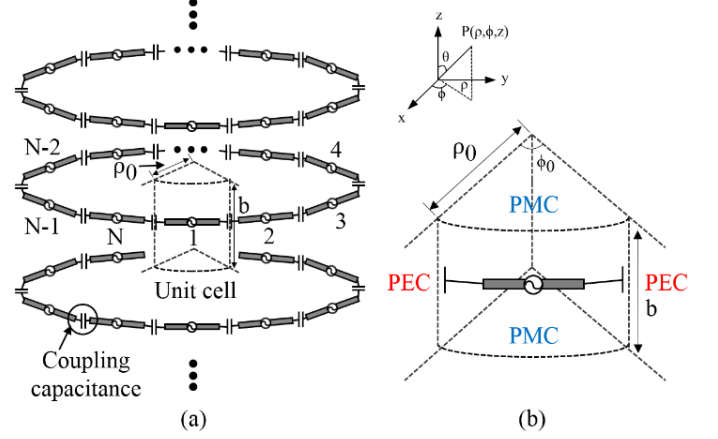 z
P(ρ,ϕ,z)
θ
y
ρ
ϕ
x
N-2
ρ0
4
N-1
N
1
2
3
b
Unit cell
Coupling
capacitance
(a)
ρ0
ϕ0
PMC
PEC
PEC
b
PMC
(b)